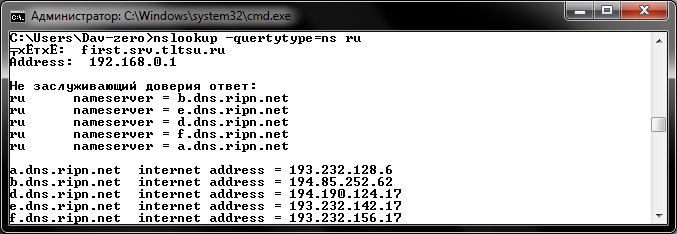 Администратор: C:\Windows\system32\cmd.exe
C:\Users\Dav-zero>nslookup -quertytype=ns ru
╤хЁтхЁ:  first.srv.tltsu.ru
Address:  192.168.0.1
Не заслуживающий доверия ответ:
ru      nameserver = b.dns.ripn.net
ru      nameserver = e.dns.ripn.net
ru      nameserver = d.dns.ripn.net
ru      nameserver = f.dns.ripn.net
ru      nameserver = a.dns.ripn.net
a.dns.ripn.net  internet address = 193.232.128.6
b.dns.ripn.net  internet address = 194.85.252.62
d.dns.ripn.net  internet address = 194.190.124.17
e.dns.ripn.net  internet address = 193.232.142.17
f.dns.ripn.net  internet address = 193.232.156.17